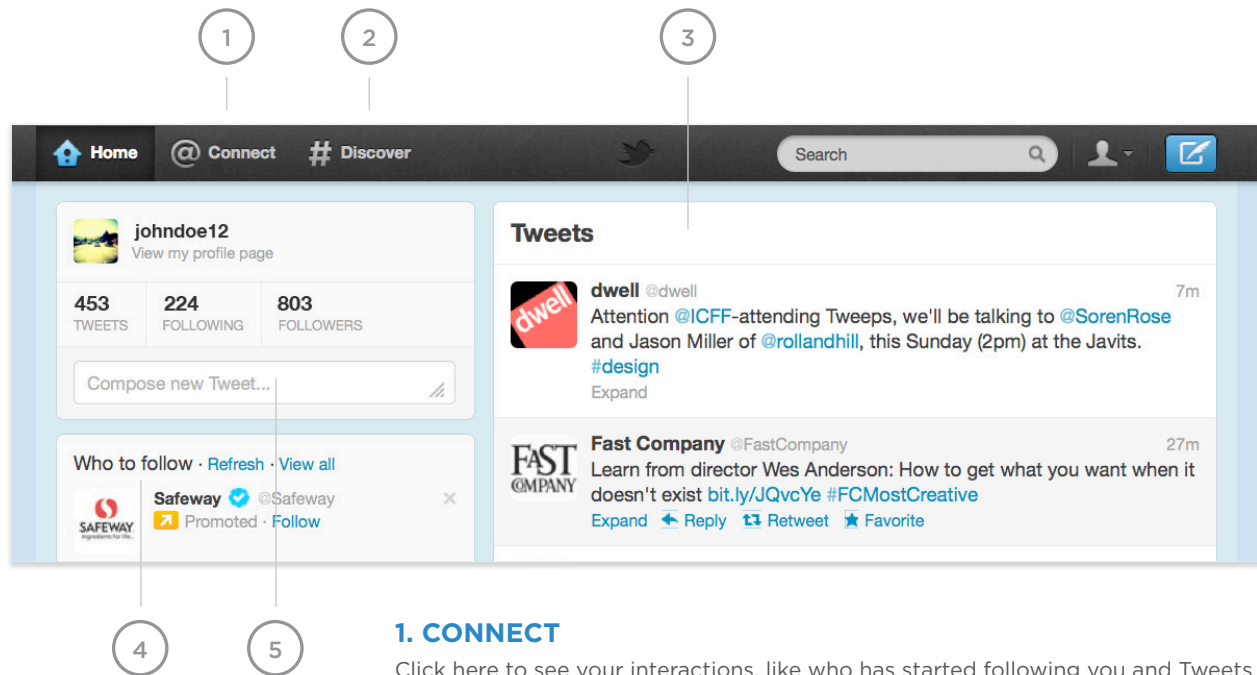 1 2 3
Home @ Connect # Discover Search
johndoe12
View my profile page
453 224 803
TWEETS FOLLOWING FOLLOWERS
Compose new Tweet...
Who to follow · Refresh · View all
SAFEWAY
Ingredients for life..
Safeway @Safeway
Promoted · Follow
Tweets
dwell
dwell @dwell 7m
Attention @ICFF-attending Tweeps, we'll be talking to @SorenRose
and Jason Miller of @rollandhill, this Sunday (2pm) at the Javits.
#design
Expand
FAST
COMPANY
Fast Company @FastCompany 27m
Learn from director Wes Anderson: How to get what you want when it
doesn't exist bit.ly/JQvcYe #FCMostCreative
Expand Reply Retweet Favorite
4 5
1. CONNECT
Click here to see your interactions, like who has started following you and Tweets